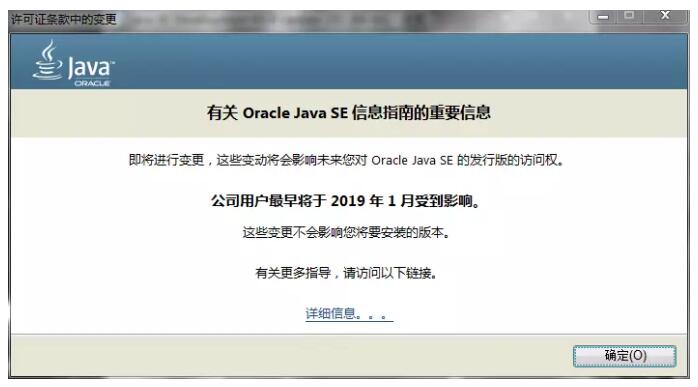 许可证条款中的变更
Java™
ORACLE
有关 Oracle Java SE 信息指南的重要信息
即将进行变更，这些变动将会影响未来您对 Oracle Java SE 的发行版的访问权。
公司用户最早将于 2019 年 1 月受到影响。
这些变更不会影响您将要安装的版本。
有关更多指导，请访问以下链接。
详细信息。。。
确定(O)